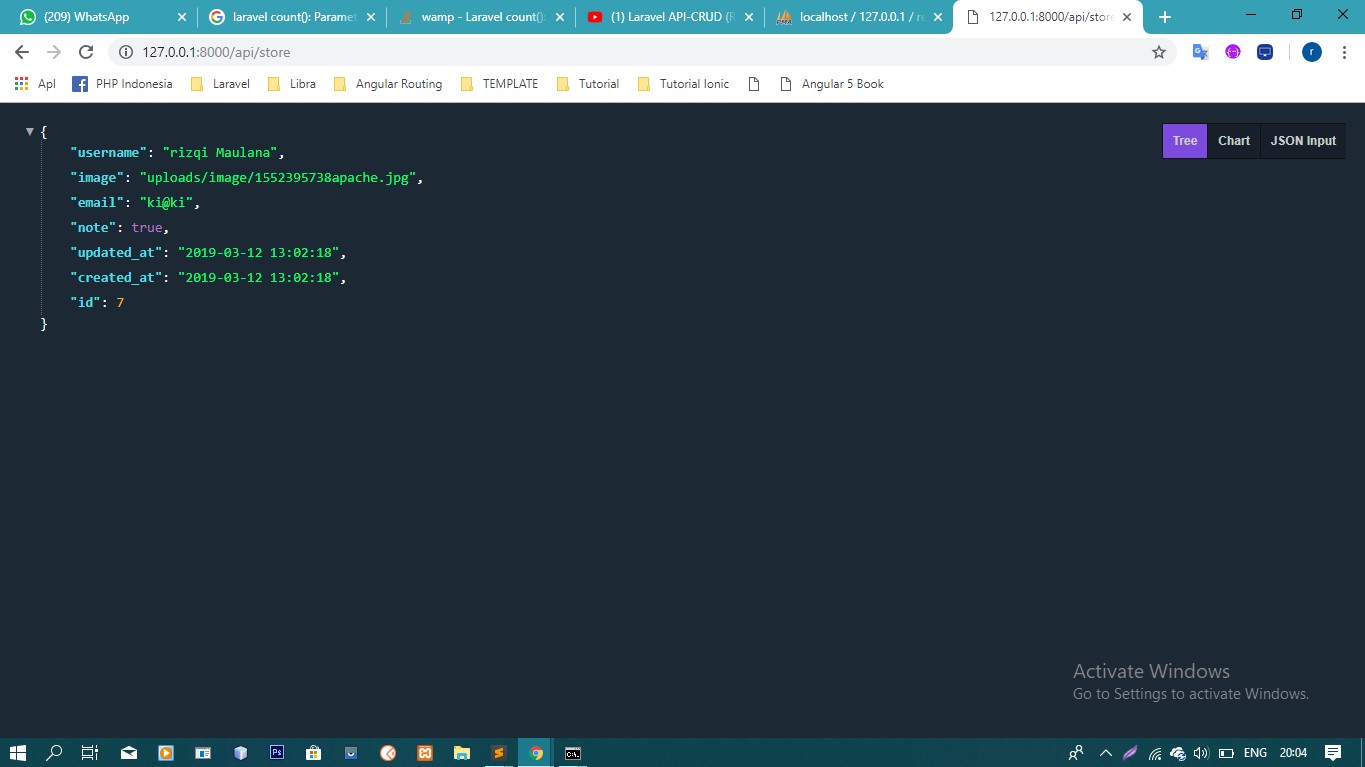 (209) WhatsApp
laravel count(): Paramet
wamp - Laravel count():
(1) Laravel API-CRUD (R
localhost / 127.0.0.1 / r
127.0.0.1:8000/api/store
127.0.0.1:8000/api/store
r
Apl
PHP Indonesia
Laravel
Libra
Angular Routing
TEMPLATE
Tutorial
Tutorial Ionic
Angular 5 Book
{
"username": "rizqi Maulana",
"image": "uploads/image/1552395738apache.jpg",
"email": "ki@ki",
"note": true,
"updated_at": "2019-03-12 13:02:18",
"created_at": "2019-03-12 13:02:18",
"id": 7
}
Tree
Chart
JSON Input
Activate Windows
Go to Settings to activate Windows.
Ps
ENG
20:04